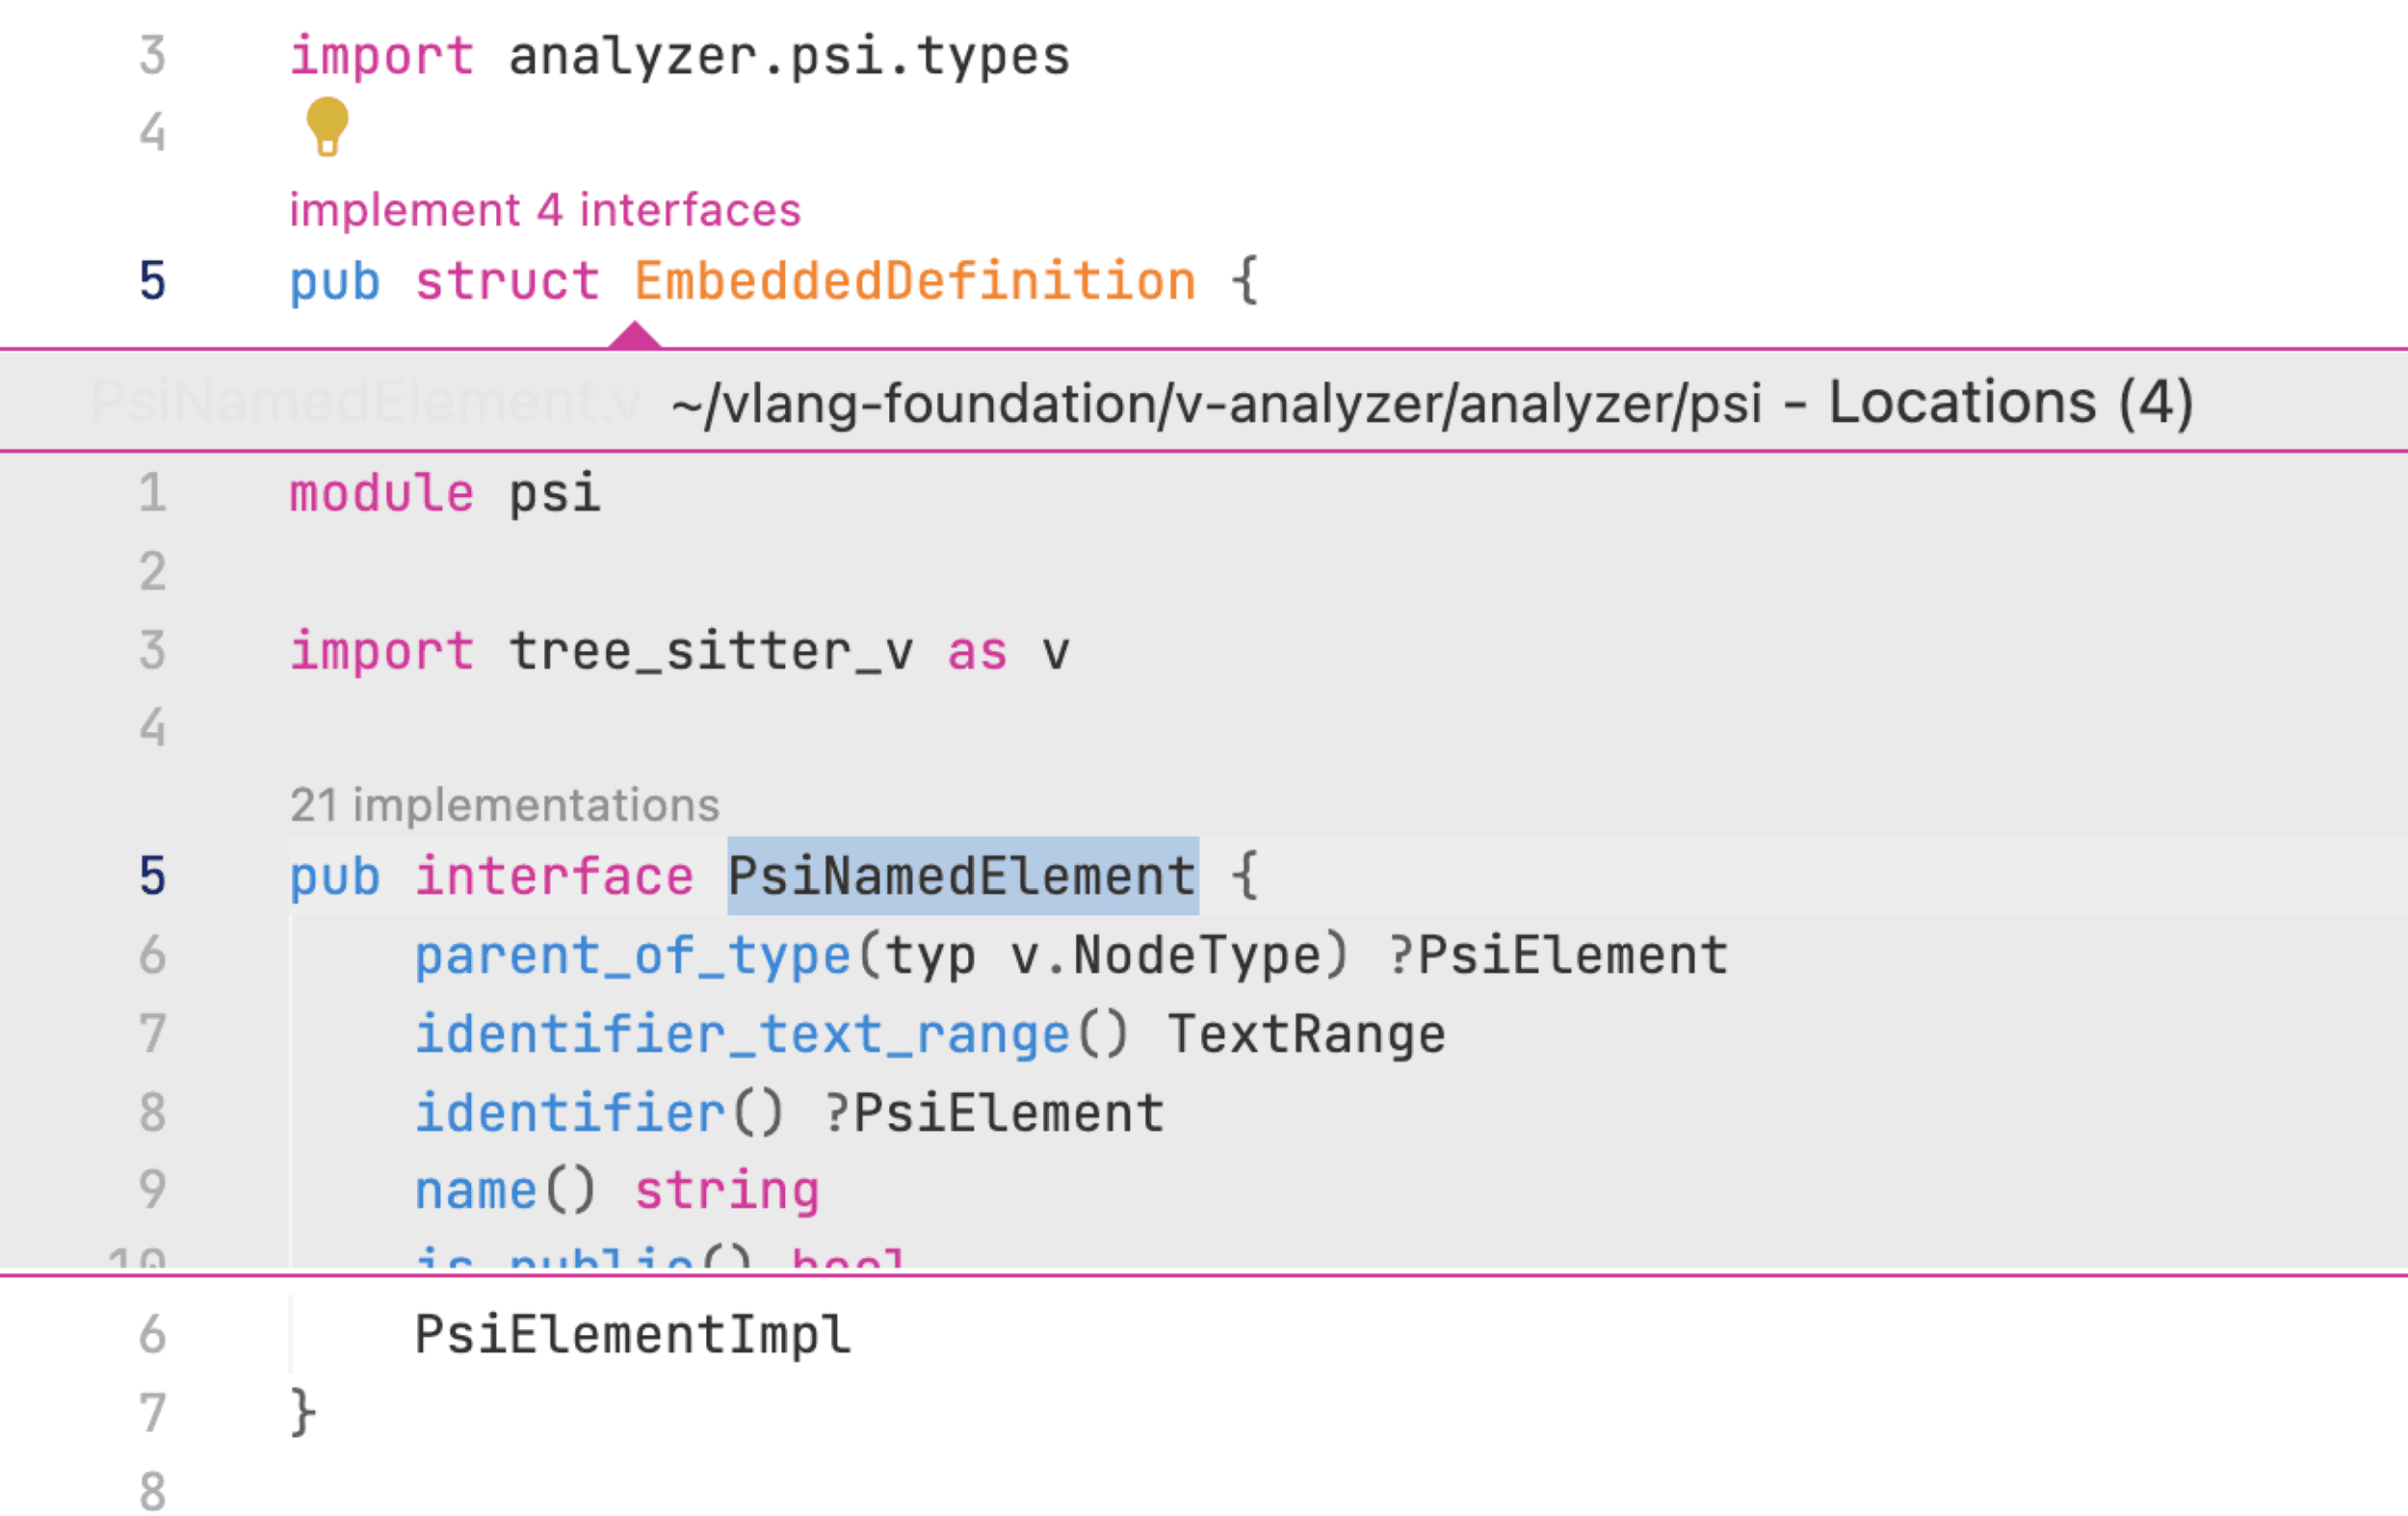 3 import analyzer.psi.types
4
implement 4 interfaces
5 pub struct EmbeddedDefinition {
PsiNamedElement.v ~/vlang-foundation/v-analyzer/analyzer/psi - Locations (4)
1 module psi
2
3 import tree_sitter_v as v
4
21 implementations
5 pub interface PsiNamedElement {
6 parent_of_type(typ v.NodeType) ?PsiElement
7 identifier_text_range() TextRange
8 identifier() ?PsiElement
9 name() string
10 is_public() bool
6 PsiElementImpl
7 }
8